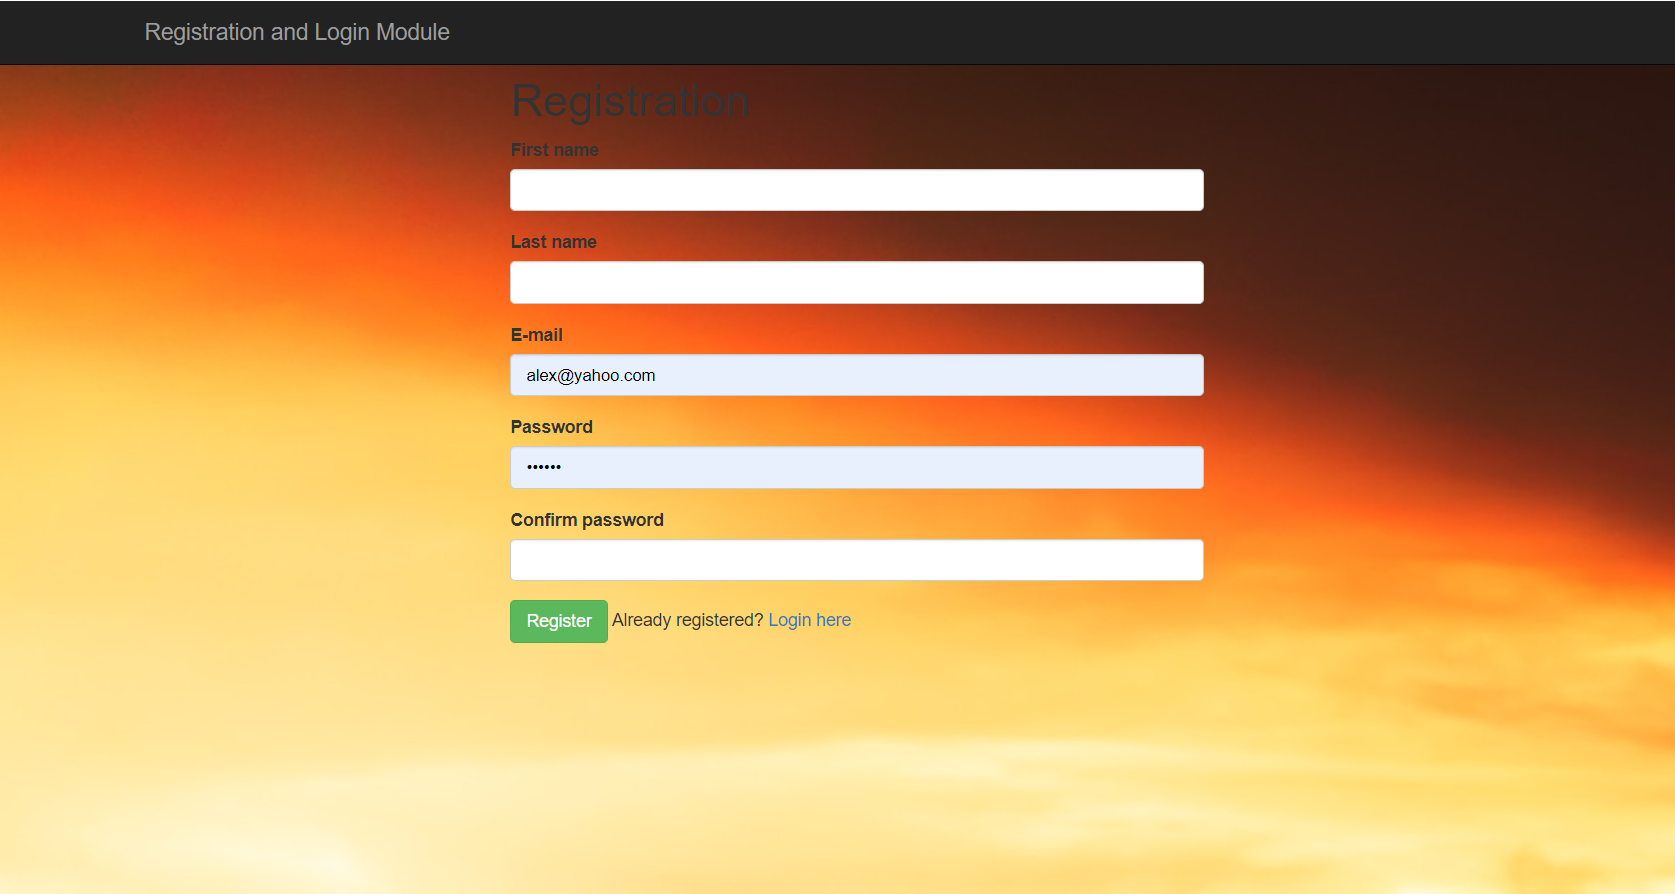 Registration and Login Module
Registration
First name
Last name
E-mail
alex@yahoo.com
Password
••••••
Confirm password
Register Already registered? Login here